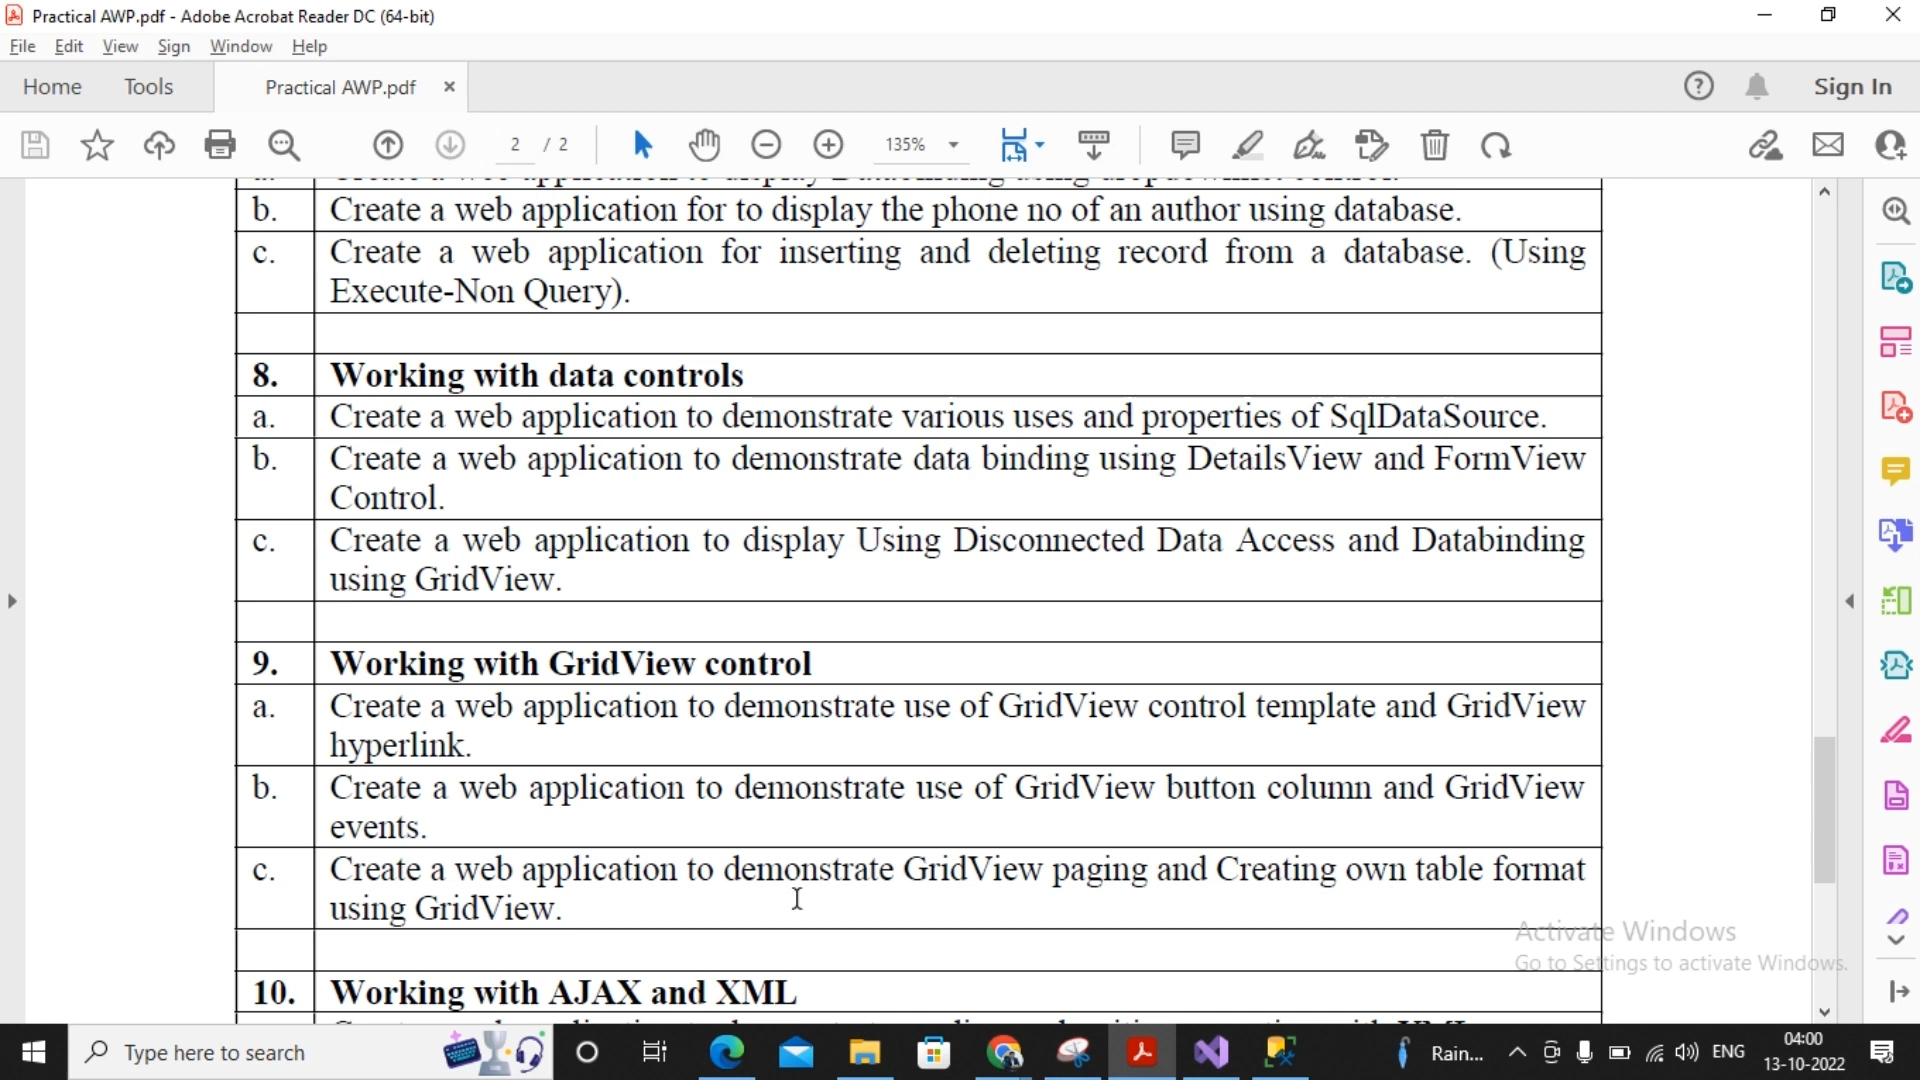 Practical AWP.pdf - Adobe Acrobat Reader DC (64-bit)
File Edit View Sign Window Help
Home Tools Practical AWP.pdf × Sign In
2 / 2 135%
b. Create a web application for to display the phone no of an author using database.
c. Create a web application for inserting and deleting record from a database. (Using
Execute-Non Query).
8. Working with data controls
a. Create a web application to demonstrate various uses and properties of SqlDataSource.
b. Create a web application to demonstrate data binding using DetailsView and FormView
Control.
c. Create a web application to display Using Disconnected Data Access and Databinding
using GridView.
9. Working with GridView control
a. Create a web application to demonstrate use of GridView control template and GridView
hyperlink.
b. Create a web application to demonstrate use of GridView button column and GridView
events.
c. Create a web application to demonstrate GridView paging and Creating own table format
using GridView.
Activate Windows
Go to Settings to activate Windows.
10. Working with AJAX and XML
Type here to search
Rain... ENG 04:00
13-10-2022